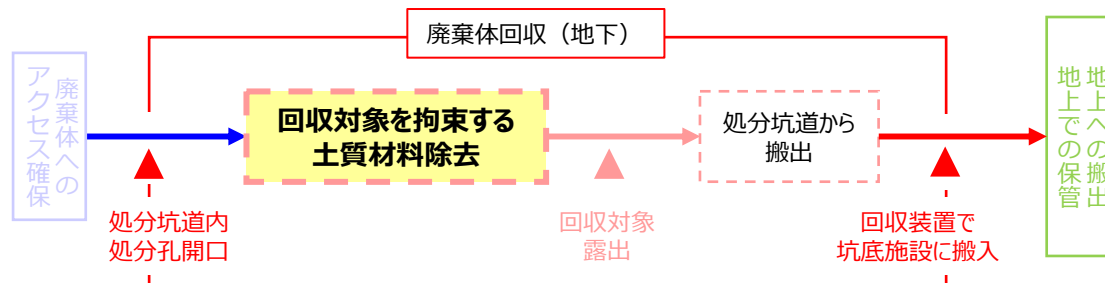 廃棄体回収（地下）
廃棄体への
アクセス確保
回収対象を拘束する
土質材料除去
処分坑道から
搬出
地上への搬出
地上での保管
処分坑道内
処分孔開口
回収対象
露出
回収装置で
坑底施設に搬入